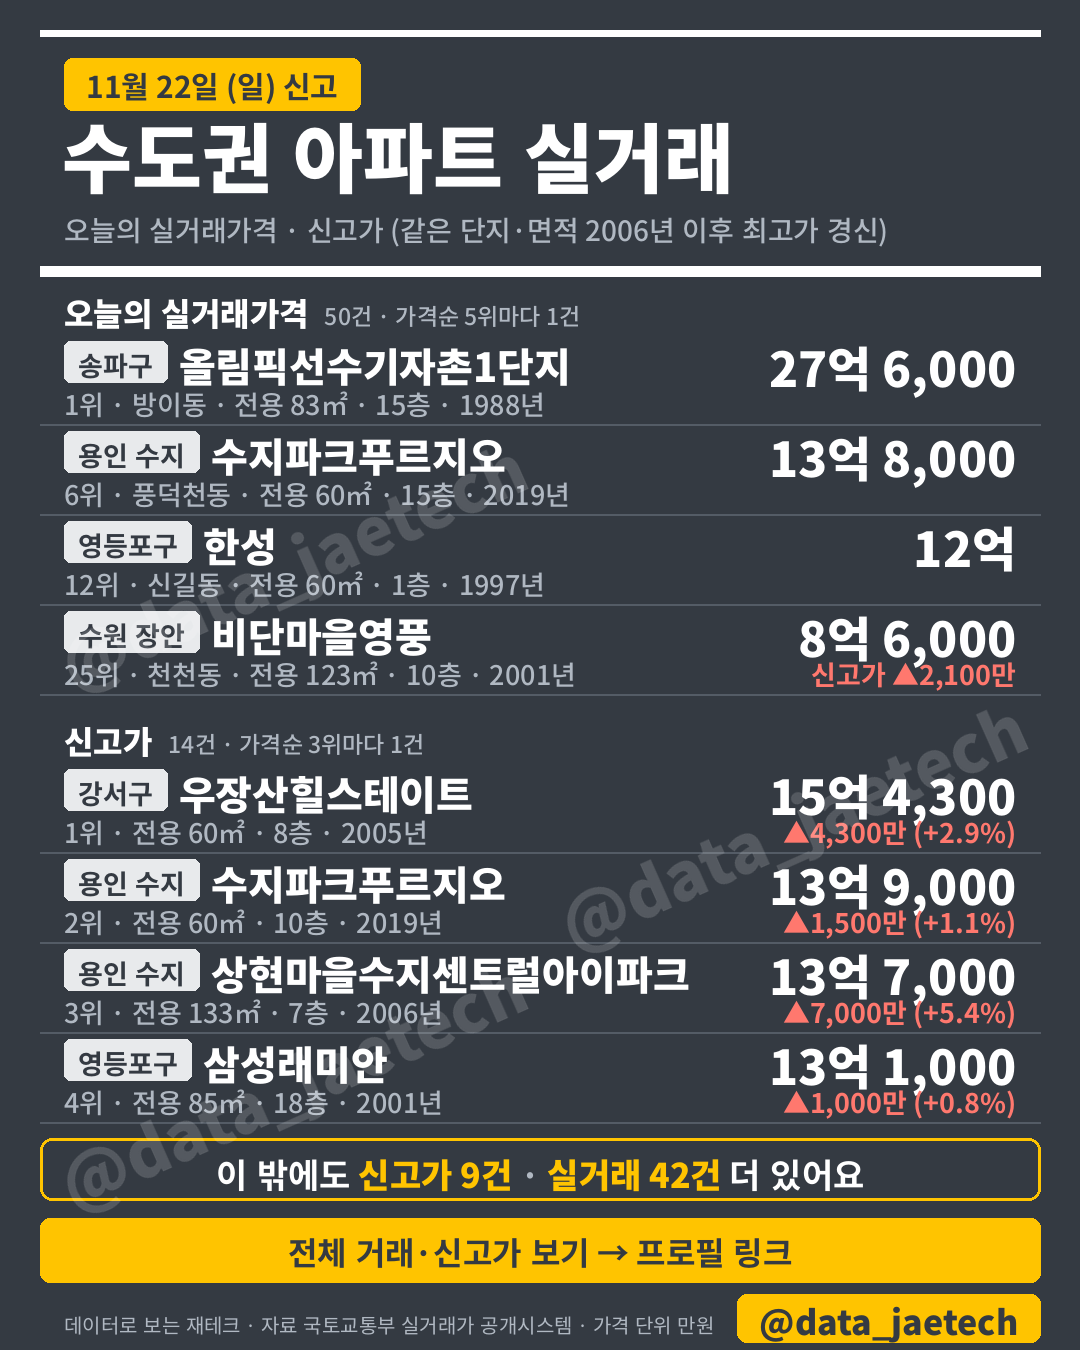 11월 22일 (일) 신고
수도권 아파트 실거래
오늘의 실거래가격 · 신고가 (같은 단지·면적 2006년 이후 최고가 경신)
오늘의 실거래가격 50건 · 가격순 5위마다 1건
송파구 올림픽선수기자촌1단지 27억 6,000
1위 · 방이동 · 전용 83㎡ · 15층 · 1988년
용인 수지 수지파크푸르지오 13억 8,000
6위 · 풍덕천동 · 전용 60㎡ · 15층 · 2019년
영등포구 한성 12억
12위 · 신길동 · 전용 60㎡ · 1층 · 1997년
수원 장안 비단마을영풍 8억 6,000
25위 · 천천동 · 전용 123㎡ · 10층 · 2001년 신고가 ▲2,100만
신고가 14건 · 가격순 3위마다 1건
강서구 우장산힐스테이트 15억 4,300
1위 · 전용 60㎡ · 8층 · 2005년 ▲4,300만 (+2.9%)
용인 수지 수지파크푸르지오 13억 9,000
2위 · 전용 60㎡ · 10층 · 2019년 ▲1,500만 (+1.1%)
용인 수지 상현마을수지센트럴아이파크 13억 7,000
3위 · 전용 133㎡ · 7층 · 2006년 ▲7,000만 (+5.4%)
영등포구 삼성래미안 13억 1,000
4위 · 전용 85㎡ · 18층 · 2001년 ▲1,000만 (+0.8%)
이 밖에도 신고가 9건 · 실거래 42건 더 있어요
전체 거래·신고가 보기 → 프로필 링크
데이터로 보는 재테크 · 자료 국토교통부 실거래가 공개시스템 · 가격 단위 만원 @data_jaetech
@data_jaetech
@data_jaetech
@data_jaetech